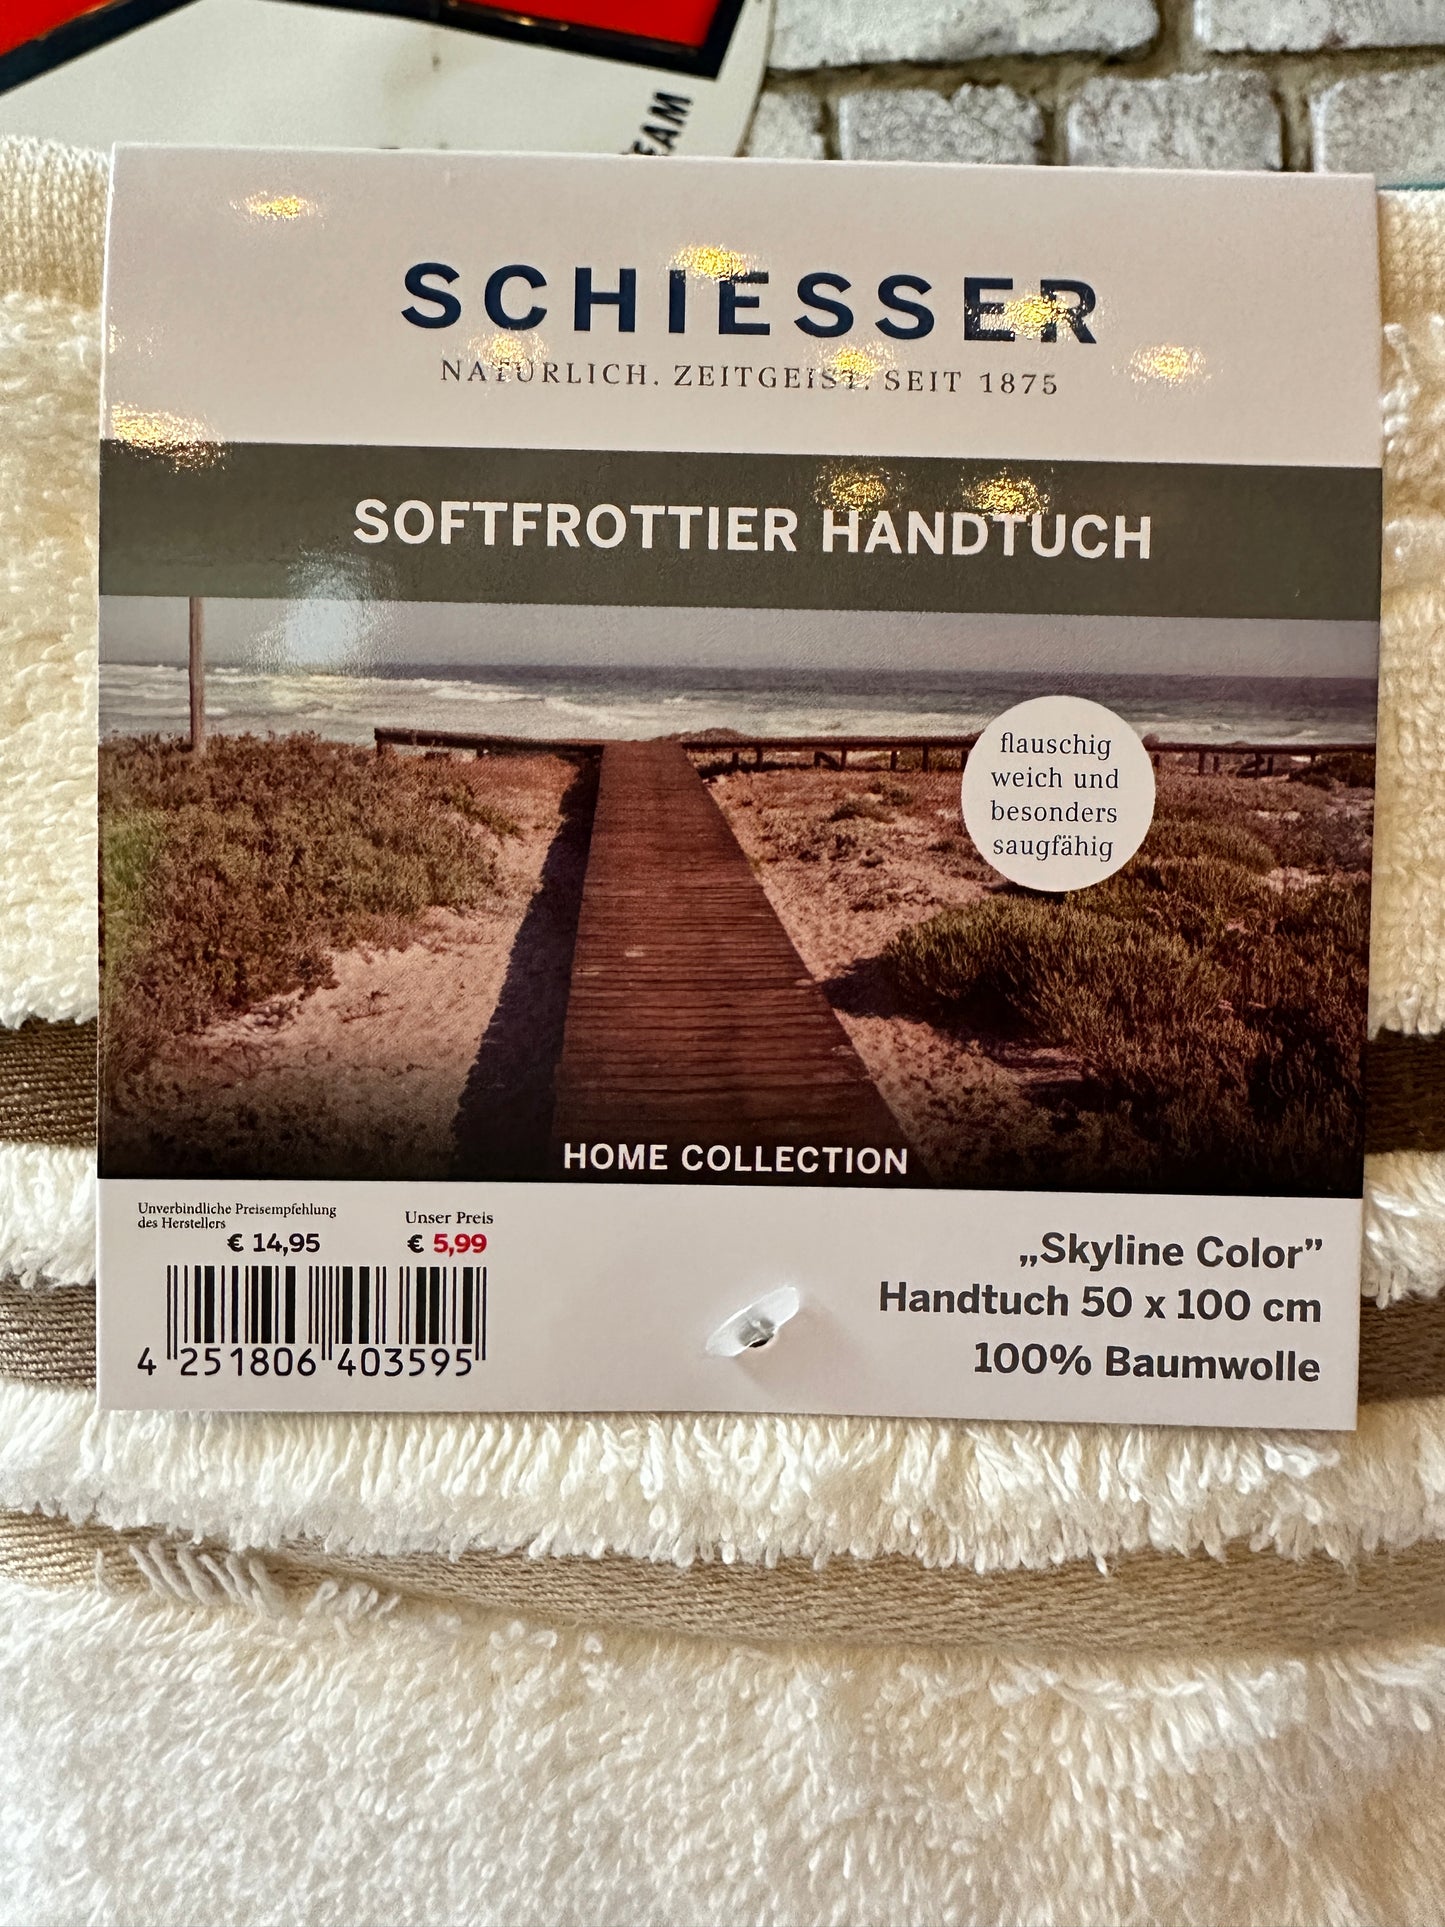 SCHIESSER
NATÜRLICH. ZEITGEIST. SEIT 1875
SOFTFROTTIER HANDTUCH
flauschig
weich und
besonders
saugfähig
HOME COLLECTION
Unverbindliche Preisempfehlung
des Herstellers
€ 14,95
Unser Preis
€ 5,99
4 251806 403595
„Skyline Color”
Handtuch 50 x 100 cm
100% Baumwolle